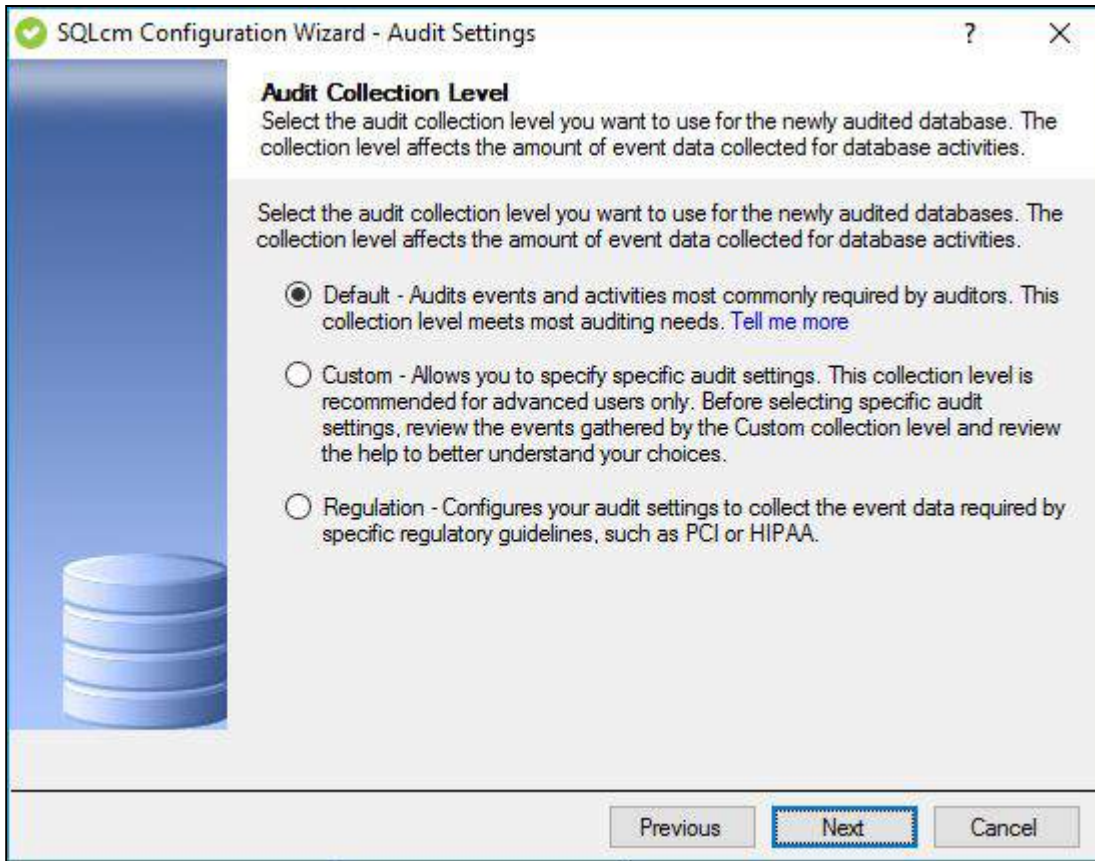 SQLcm Configuration Wizard - Audit Settings
?
Audit Collection Level
Select the audit collection level you want to use for the newly audited database. The
collection level affects the amount of event data collected for database activities.
Select the audit collection level you want to use for the newly audited databases. The
collection level affects the amount of event data collected for database activities.
Default - Audits events and activities most commonly required by auditors. This
collection level meets most auditing needs. Tell me more
Custom - Allows you to specify specific audit settings. This collection level is
recommended for advanced users only. Before selecting specific audit
settings, review the events gathered by the Custom collection level and review
the help to better understand your choices.
Regulation - Configures your audit settings to collect the event data required by
specific regulatory guidelines, such as PCI or HIPAA.
Previous
Next
Cancel